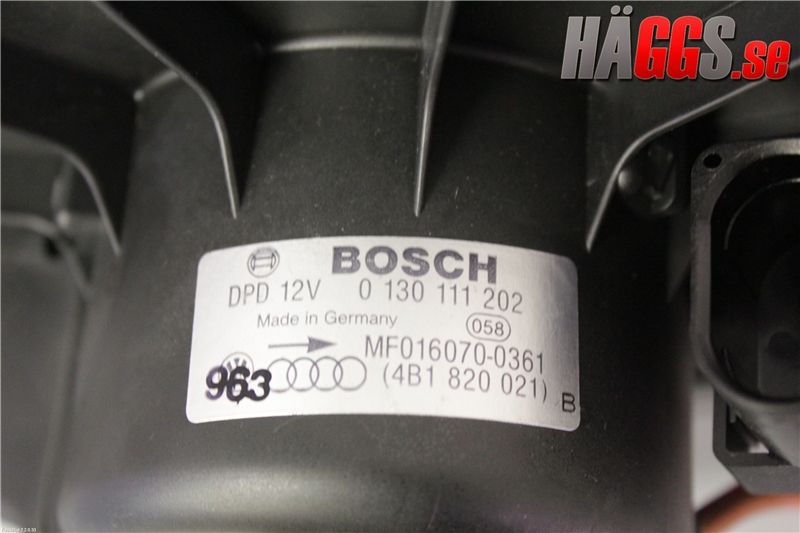 HÄGGS.se
BOSCH
DPD 12V 0 130 111 202
Made in Germany 058
MF016070-0361
963 (4B1 820 021) B